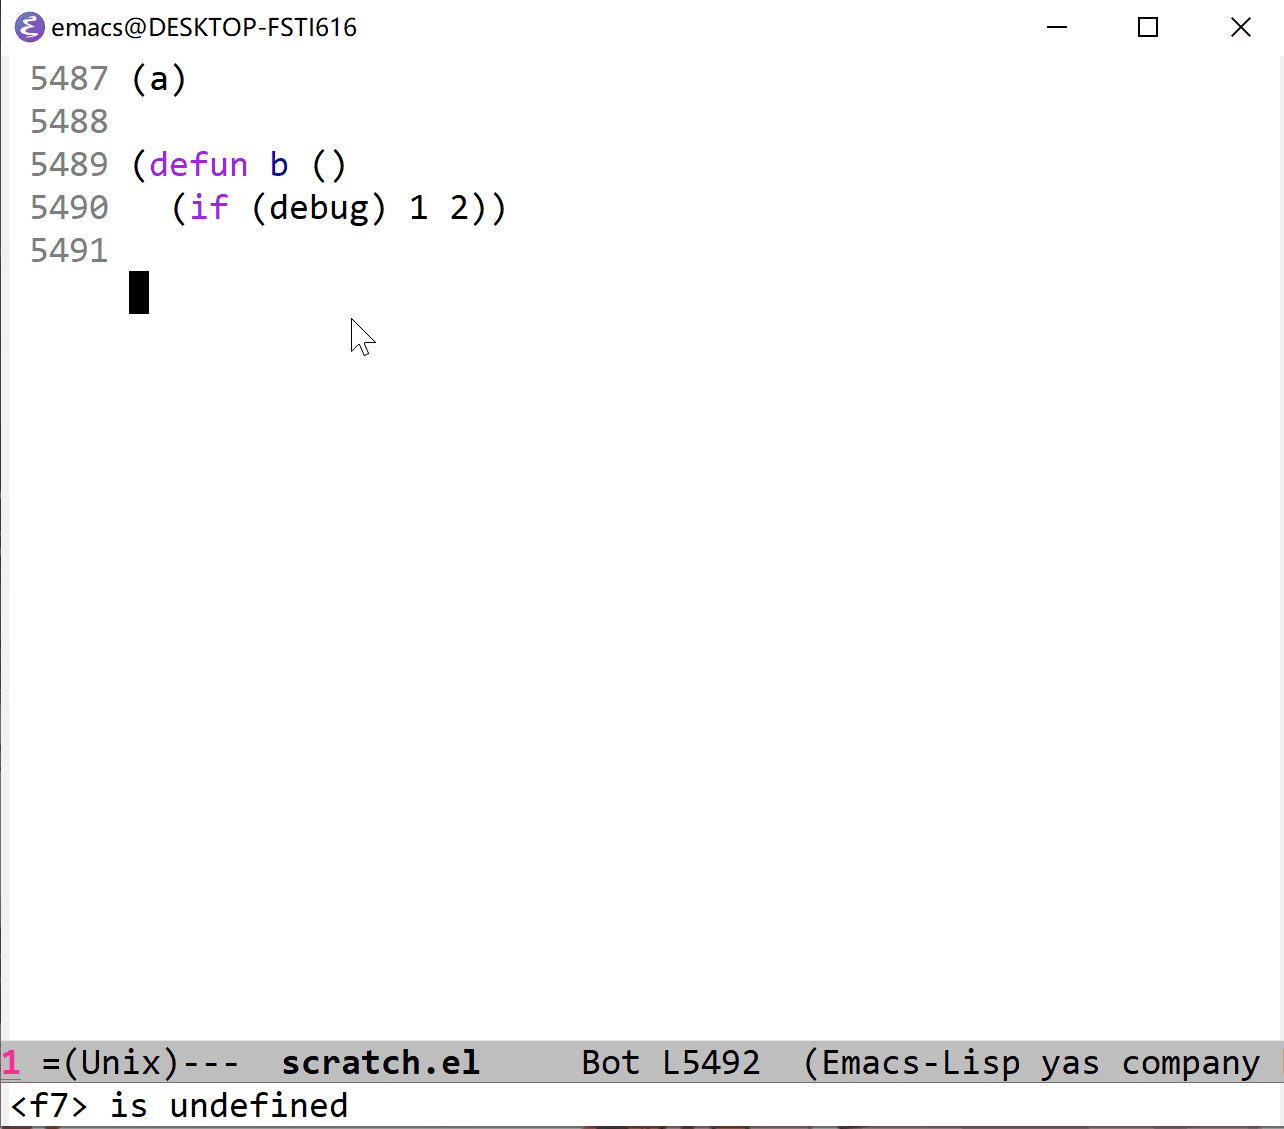 emacs@DESKTOP-FSTI616
5487 (a)
5488
5489 (defun b ()
5490   (if (debug) 1 2))
5491
1 =(Unix)---  scratch.el     Bot L5492  (Emacs-Lisp yas company
<f7> is undefined